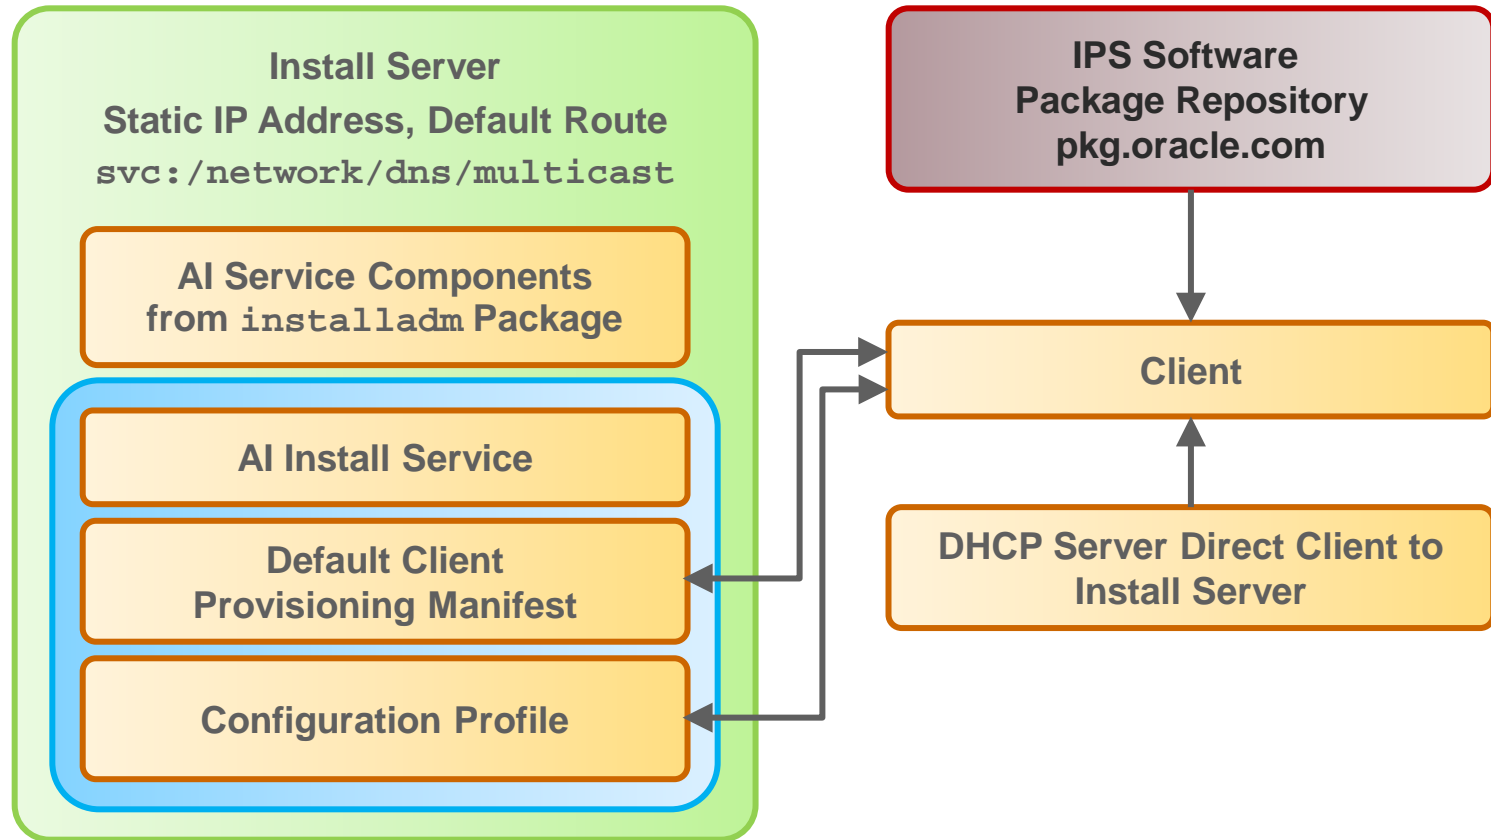 Install Server
Static IP Address, Default Route
svc:/network/dns/multicast
AI Service Components
from installadm Package
AI Install Service
Default Client
Provisioning Manifest
Configuration Profile
IPS Software
Package Repository
pkg.oracle.com
Client
DHCP Server Direct Client to
Install Server